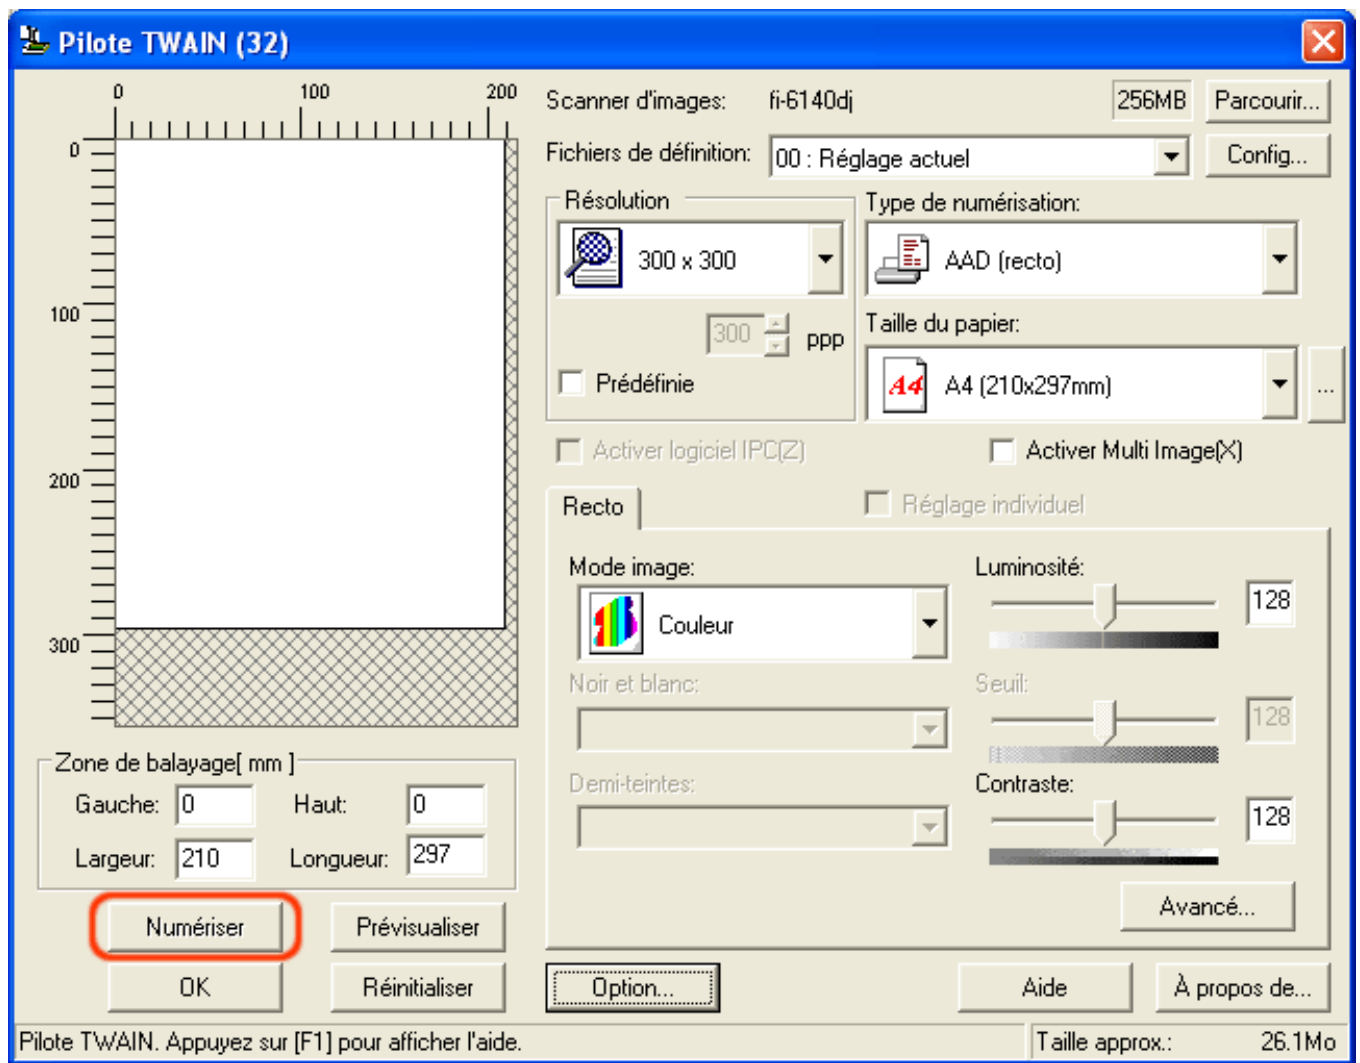 Pilote TWAIN (32)
0 100 200
0
100
200
300
Scanner d'images: fi-6140dj 256MB Parcourir...
Fichiers de définition: 00 : Réglage actuel Config...
Résolution
300 x 300
300 ppp
Prédéfinie
Type de numérisation:
AAD (recto)
Taille du papier:
A4 A4 (210x297mm) ...
Activer logiciel IPC(Z) Activer Multi Image(X)
Recto Réglage individuel
Mode image:
Couleur
Noir et blanc:
Demi-teintes:
Luminosité:
128
Seuil:
128
Contraste:
128
Avancé...
Zone de balayage[ mm ]
Gauche: 0 Haut: 0
Largeur: 210 Longueur: 297
Numériser Prévisualiser
OK Réinitialiser Option... Aide À propos de...
Pilote TWAIN. Appuyez sur [F1] pour afficher l'aide. Taille approx.: 26.1Mo